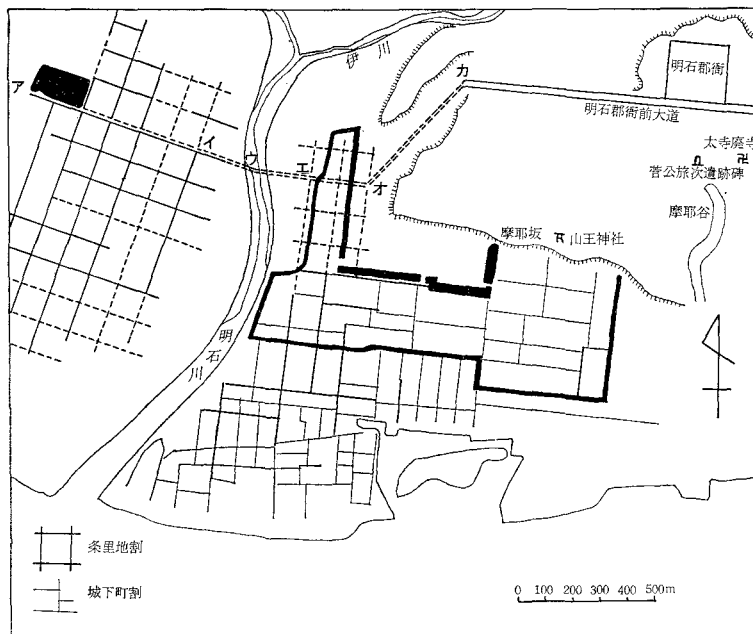 明石郡衙
伊川
カ
明石郡衙前大道
ア
太寺廃寺
菅公旅次遺跡碑
イ
ウ
エ
オ
摩耶谷
摩耶坂
山王神社
明石川
条里地割
城下町割
0 100 200 300 400 500m